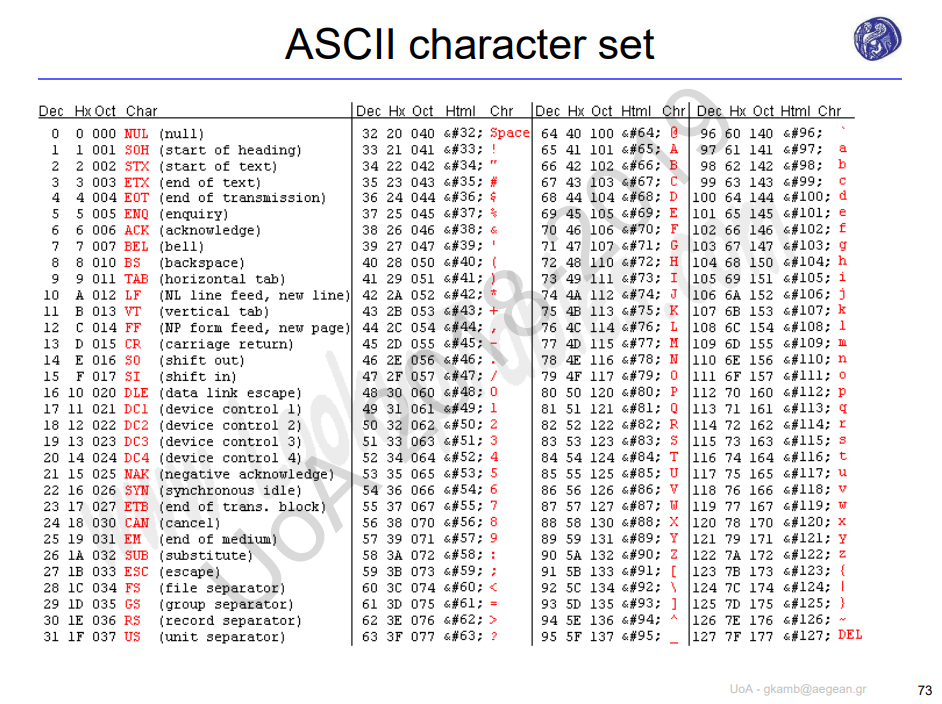 ASCII character set
Dec Hx Oct Char Dec Hx Oct Html Chr Dec Hx Oct Html Chr Dec Hx Oct Html Chr
0 0 000 NUL (null) 32 20 040 &#32; Space 64 40 100 &#64; @ 96 60 140 &#96; `
1 1 001 SOH (start of heading) 33 21 041 &#33; ! 65 41 101 &#65; A 97 61 141 &#97; a
2 2 002 STX (start of text) 34 22 042 &#34; " 66 42 102 &#66; B 98 62 142 &#98; b
3 3 003 ETX (end of text) 35 23 043 &#35; # 67 43 103 &#67; C 99 63 143 &#99; c
4 4 004 EOT (end of transmission) 36 24 044 &#36; $ 68 44 104 &#68; D 100 64 144 &#100; d
5 5 005 ENQ (enquiry) 37 25 045 &#37; % 69 45 105 &#69; E 101 65 145 &#101; e
6 6 006 ACK (acknowledge) 38 26 046 &#38; & 70 46 106 &#70; F 102 66 146 &#102; f
7 7 007 BEL (bell) 39 27 047 &#39; ' 71 47 107 &#71; G 103 67 147 &#103; g
8 8 010 BS (backspace) 40 28 050 &#40; ( 72 48 110 &#72; H 104 68 150 &#104; h
9 9 011 TAB (horizontal tab) 41 29 051 &#41; ) 73 49 111 &#73; I 105 69 151 &#105; i
10 A 012 LF (NL line feed, new line) 42 2A 052 &#42; * 74 4A 112 &#74; J 106 6A 152 &#106; j
11 B 013 VT (vertical tab) 43 2B 053 &#43; + 75 4B 113 &#75; K 107 6B 153 &#107; k
12 C 014 FF (NP form feed, new page) 44 2C 054 &#44; , 76 4C 114 &#76; L 108 6C 154 &#108; l
13 D 015 CR (carriage return) 45 2D 055 &#45; - 77 4D 115 &#77; M 109 6D 155 &#109; m
14 E 016 SO (shift out) 46 2E 056 &#46; . 78 4E 116 &#78; N 110 6E 156 &#110; n
15 F 017 SI (shift in) 47 2F 057 &#47; / 79 4F 117 &#79; O 111 6F 157 &#111; o
16 10 020 DLE (data link escape) 48 30 060 &#48; 0 80 50 120 &#80; P 112 70 160 &#112; p
17 11 021 DC1 (device control 1) 49 31 061 &#49; 1 81 51 121 &#81; Q 113 71 161 &#113; q
18 12 022 DC2 (device control 2) 50 32 062 &#50; 2 82 52 122 &#82; R 114 72 162 &#114; r
19 13 023 DC3 (device control 3) 51 33 063 &#51; 3 83 53 123 &#83; S 115 73 163 &#115; s
20 14 024 DC4 (device control 4) 52 34 064 &#52; 4 84 54 124 &#84; T 116 74 164 &#116; t
21 15 025 NAK (negative acknowledge) 53 35 065 &#53; 5 85 55 125 &#85; U 117 75 165 &#117; u
22 16 026 SYN (synchronous idle) 54 36 066 &#54; 6 86 56 126 &#86; V 118 76 166 &#118; v
23 17 027 ETB (end of trans. block) 55 37 067 &#55; 7 87 57 127 &#87; W 119 77 167 &#119; w
24 18 030 CAN (cancel) 56 38 070 &#56; 8 88 58 130 &#88; X 120 78 170 &#120; x
25 19 031 EM (end of medium) 57 39 071 &#57; 9 89 59 131 &#89; Y 121 79 171 &#121; y
26 1A 032 SUB (substitute) 58 3A 072 &#58; : 90 5A 132 &#90; Z 122 7A 172 &#122; z
27 1B 033 ESC (escape) 59 3B 073 &#59; ; 91 5B 133 &#91; [ 123 7B 173 &#123; {
28 1C 034 FS (file separator) 60 3C 074 &#60; < 92 5C 134 &#92; \ 124 7C 174 &#124; |
29 1D 035 GS (group separator) 61 3D 075 &#61; = 93 5D 135 &#93; ] 125 7D 175 &#125; }
30 1E 036 RS (record separator) 62 3E 076 &#62; > 94 5E 136 &#94; ^ 126 7E 176 &#126; ~
31 1F 037 US (unit separator) 63 3F 077 &#63; ? 95 5F 137 &#95; _ 127 7F 177 &#127; DEL
UoA 2018-2019
UoA - gkamb@aegean.gr
73